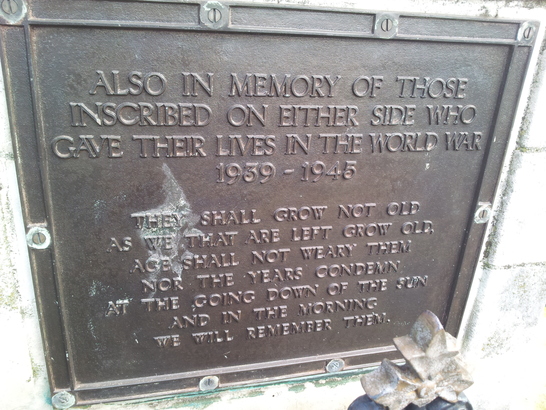 ALSO IN MEMORY OF THOSE
INSCRIBED ON EITHER SIDE WHO
GAVE THEIR LIVES IN THE WORLD WAR
1939 - 1945
THEY SHALL GROW NOT OLD
AS WE THAT ARE LEFT GROW OLD,
AGE SHALL NOT WEARY THEM
NOR THE YEARS CONDEMN
AT THE GOING DOWN OF THE SUN
AND IN THE MORNING
WE WILL REMEMBER THEM.